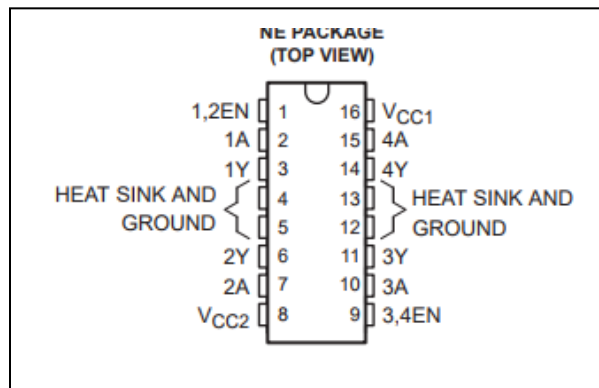 NE PACKAGE
(TOP VIEW)
1,2EN 1 16 VCC1
1A 2 15 4A
1Y 3 14 4Y
HEAT SINK AND 4 13 HEAT SINK AND
GROUND 5 12 GROUND
2Y 6 11 3Y
2A 7 10 3A
VCC2 8 9 3,4EN